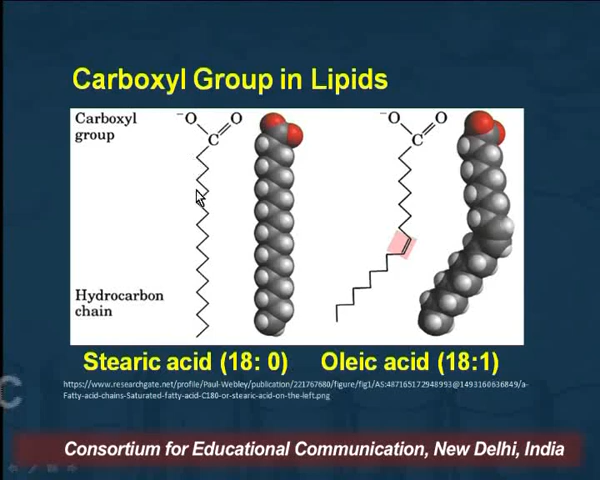 Carboxyl Group in Lipids
Carboxyl
group
⁻O
O
C
⁻O
O
C
Hydrocarbon
chain
Stearic acid (18: 0)
Oleic acid (18:1)
https://www.researchgate.net/profile/Paul-Webley/publication/221767680/figure/fig1/AS:487165172948993@1493160636849/a-
Fatty-acid-chains-Saturated-fatty-acid-C180-or-stearic-acid-on-the-left.png
C
Consortium for Educational Communication, New Delhi, India